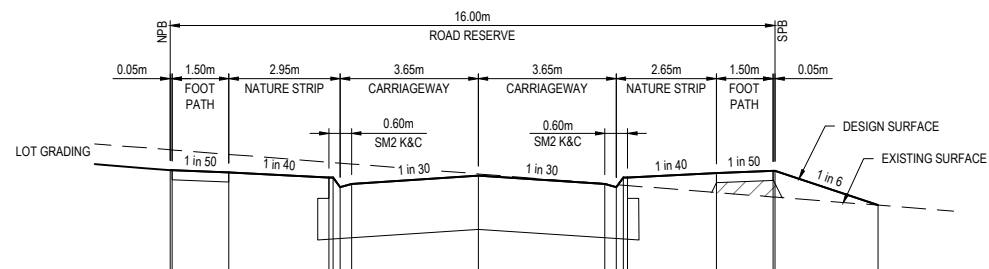 16.00m
ROAD RESERVE
NPB
SPB
0.05m
1.50m
2.95m
3.65m
3.65m
2.65m
1.50m
0.05m
FOOT
PATH
NATURE STRIP
CARRIAGEWAY
CARRIAGEWAY
NATURE STRIP
FOOT
PATH
0.60m
SM2 K&C
0.60m
SM2 K&C
DESIGN SURFACE
EXISTING SURFACE
LOT GRADING
1 in 50
1 in 40
1 in 30
1 in 30
1 in 40
1 in 50
1 in 6